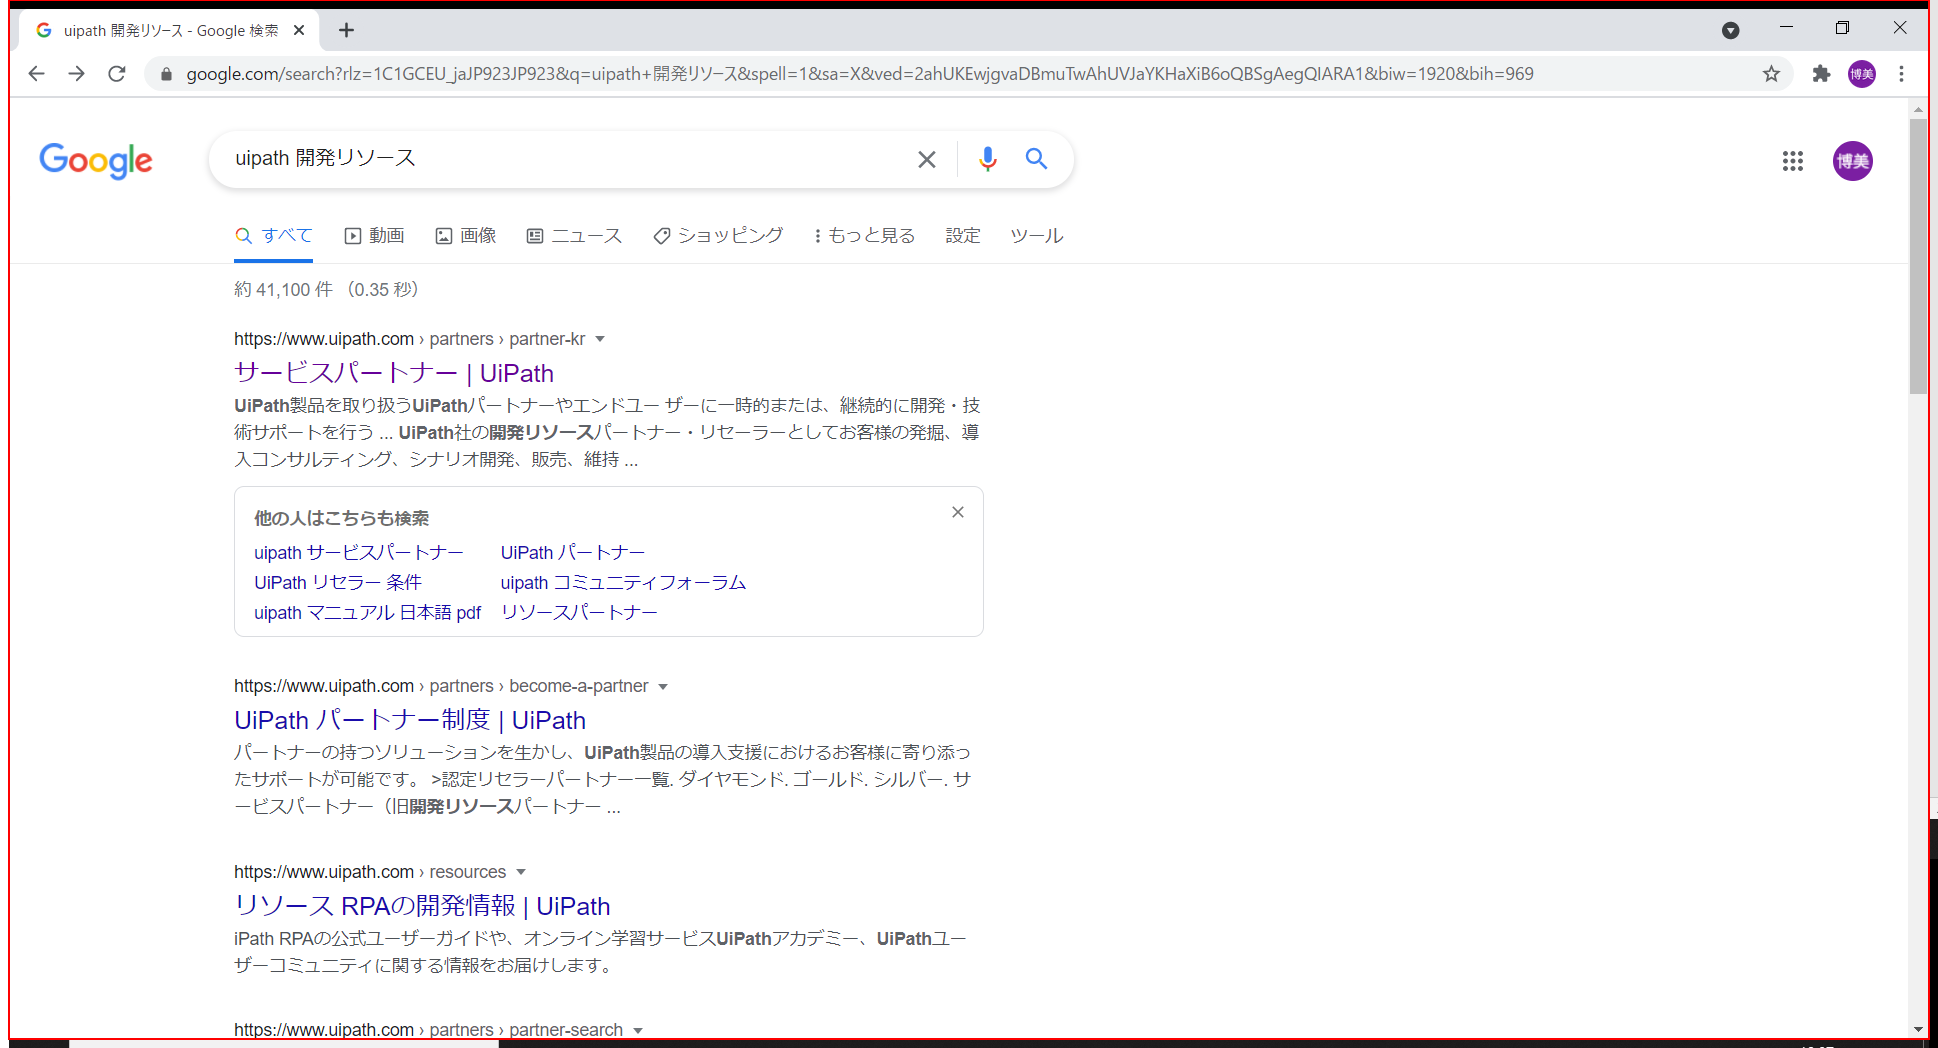 uipath 開発リソース - Google 検索
google.com/search?rlz=1C1GCEU_jaJP923JP923&q=uipath+開発リソース&spell=1&sa=X&ved=2ahUKEwjgvaDBmuTwAhUVJaYKHaXiB6oQBSgAegQIARA1&biw=1920&bih=969
博美
Google
uipath 開発リソース
博美
すべて 動画 画像 ニュース ショッピング もっと見る 設定 ツール
約 41,100 件 （0.35 秒）
https://www.uipath.com › partners › partner-kr
サービスパートナー | UiPath
UiPath製品を取り扱うUiPathパートナーやエンドユー ザーに一時的または、継続的に開発・技
術サポートを行う ... UiPath社の開発リソースパートナー・リセーラーとしてお客様の発掘、導
入コンサルティング、シナリオ開発、販売、維持 ...
他の人はこちらも検索
uipath サービスパートナー UiPath パートナー
UiPath リセラー 条件 uipath コミュニティフォーラム
uipath マニュアル 日本語 pdf リソースパートナー
https://www.uipath.com › partners › become-a-partner
UiPath パートナー制度 | UiPath
パートナーの持つソリューションを生かし、UiPath製品の導入支援におけるお客様に寄り添っ
たサポートが可能です。 >認定リセラーパートナー一覧. ダイヤモンド. ゴールド. シルバー. サ
ービスパートナー（旧開発リソースパートナー ...
https://www.uipath.com › resources
リソース RPAの開発情報 | UiPath
iPath RPAの公式ユーザーガイドや、オンライン学習サービスUiPathアカデミー、UiPathユー
ザーコミュニティに関する情報をお届けします。
https://www.uipath.com › partners › partner-search